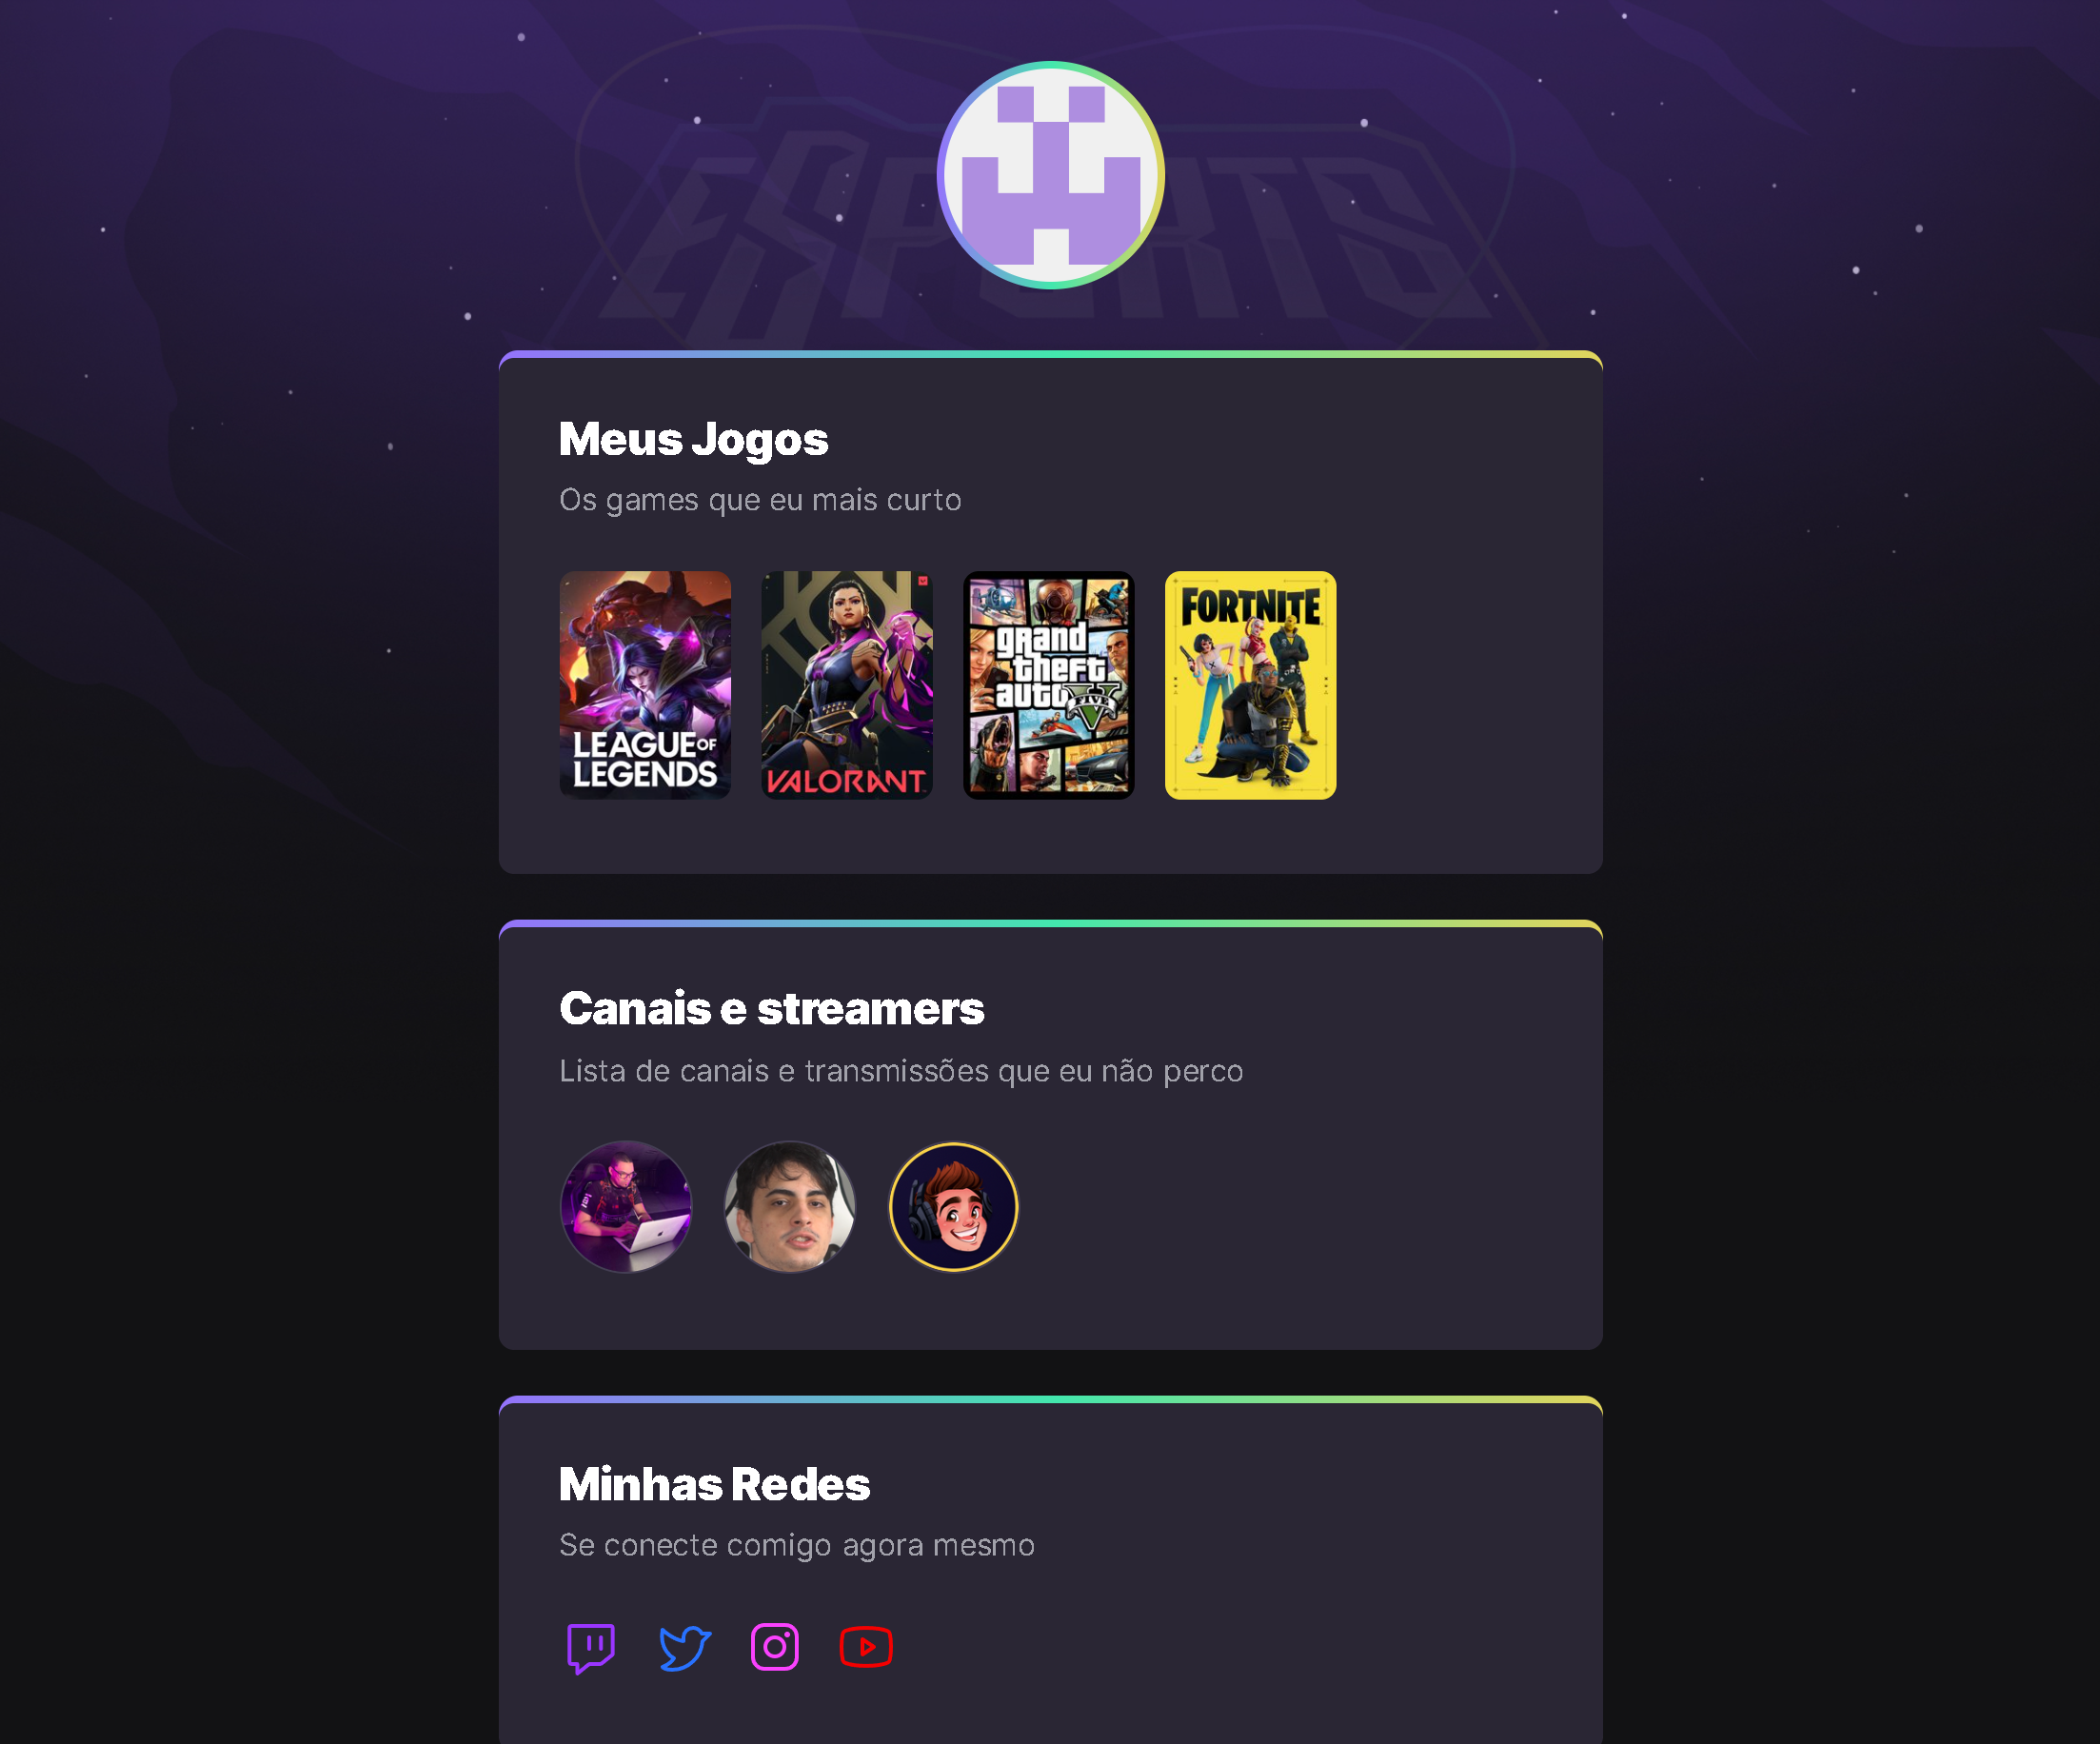 ESPORTS
Meus Jogos
Os games que eu mais curto
LEAGUE OF
LEGENDS
VALORANT
grand
theft
auto
FIVE
FORTNITE
Canais e streamers
Lista de canais e transmissões que eu não perco
Minhas Redes
Se conecte comigo agora mesmo